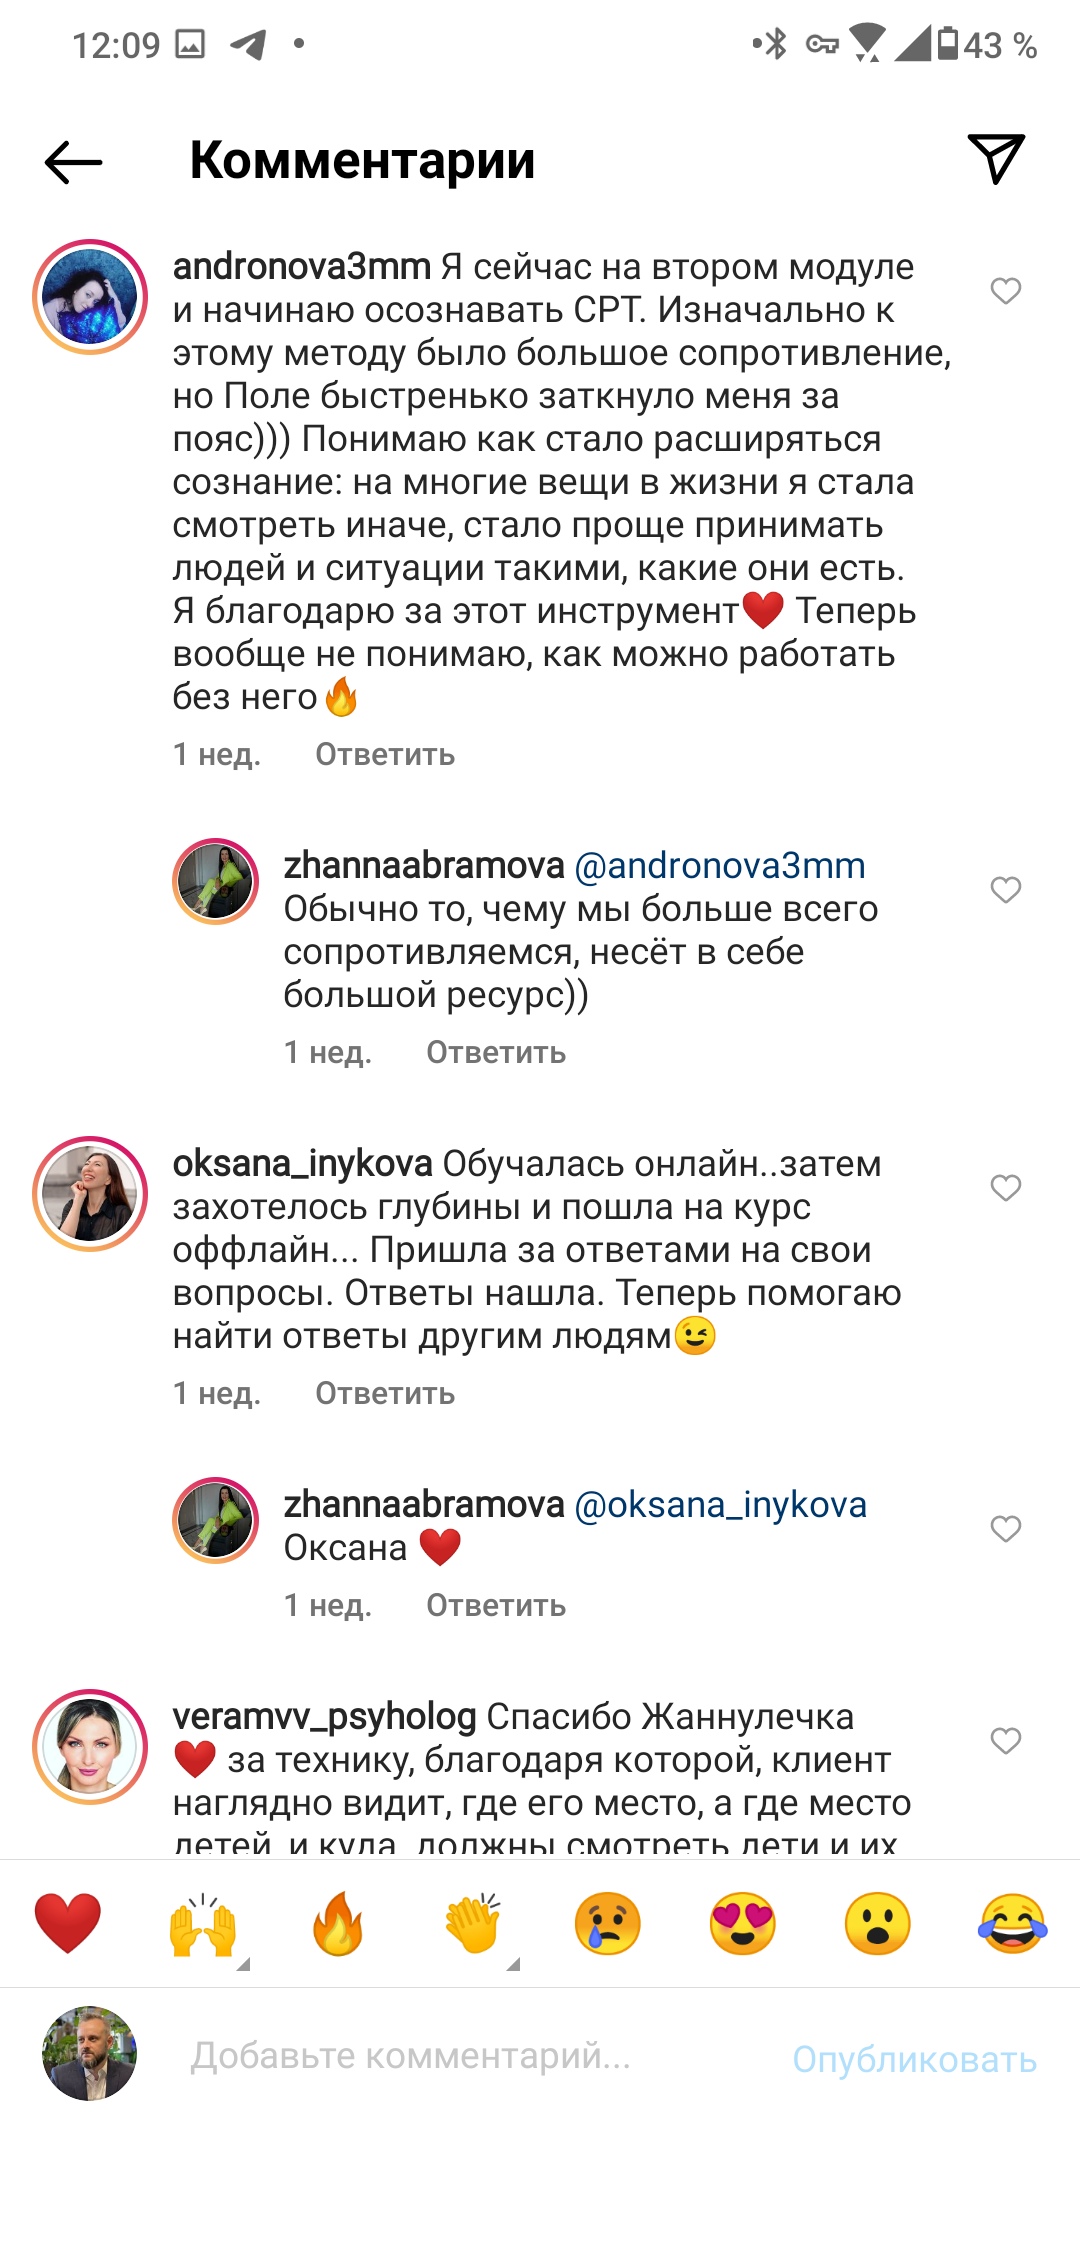 12:09
43 %
Комментарии
andronova3mm Я сейчас на втором модуле
и начинаю осознавать СРТ. Изначально к
этому методу было большое сопротивление,
но Поле быстренько заткнуло меня за
пояс))) Понимаю как стало расширяться
сознание: на многие вещи в жизни я стала
смотреть иначе, стало проще принимать
людей и ситуации такими, какие они есть.
Я благодарю за этот инструмент❤️ Теперь
вообще не понимаю, как можно работать
без него🔥
1 нед. Ответить
zhannaabramova @andronova3mm
Обычно то, чему мы больше всего
сопротивляемся, несёт в себе
большой ресурс))
1 нед. Ответить
oksana_inykova Обучалась онлайн..затем
захотелось глубины и пошла на курс
оффлайн... Пришла за ответами на свои
вопросы. Ответы нашла. Теперь помогаю
найти ответы другим людям😉
1 нед. Ответить
zhannaabramova @oksana_inykova
Оксана ❤️
1 нед. Ответить
veramvv_psyholog Спасибо Жаннулечка
❤️ за технику, благодаря которой, клиент
наглядно видит, где его место, а где место
детей и куда должны смотреть дети и их
Добавьте комментарий...
Опубликовать